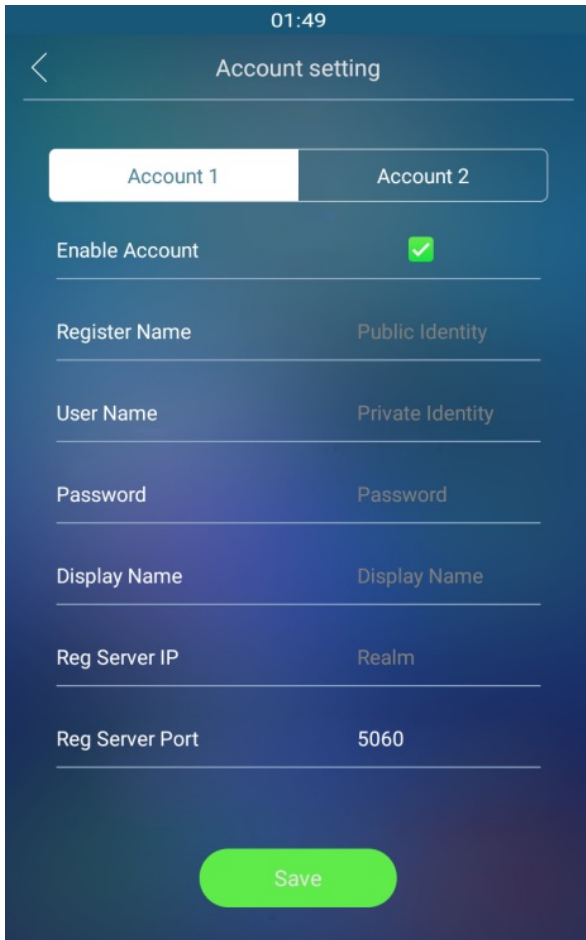 01:49
Account setting
Account 1 Account 2
Enable Account
Register Name Public Identity
User Name Private Identity
Password Password
Display Name Display Name
Reg Server IP Realm
Reg Server Port 5060
Save